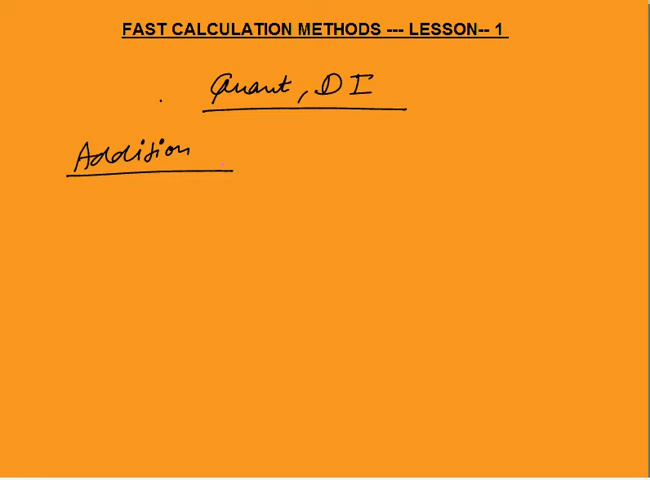 FAST CALCULATION METHODS --- LESSON-- 1
Quant, DI
Addition